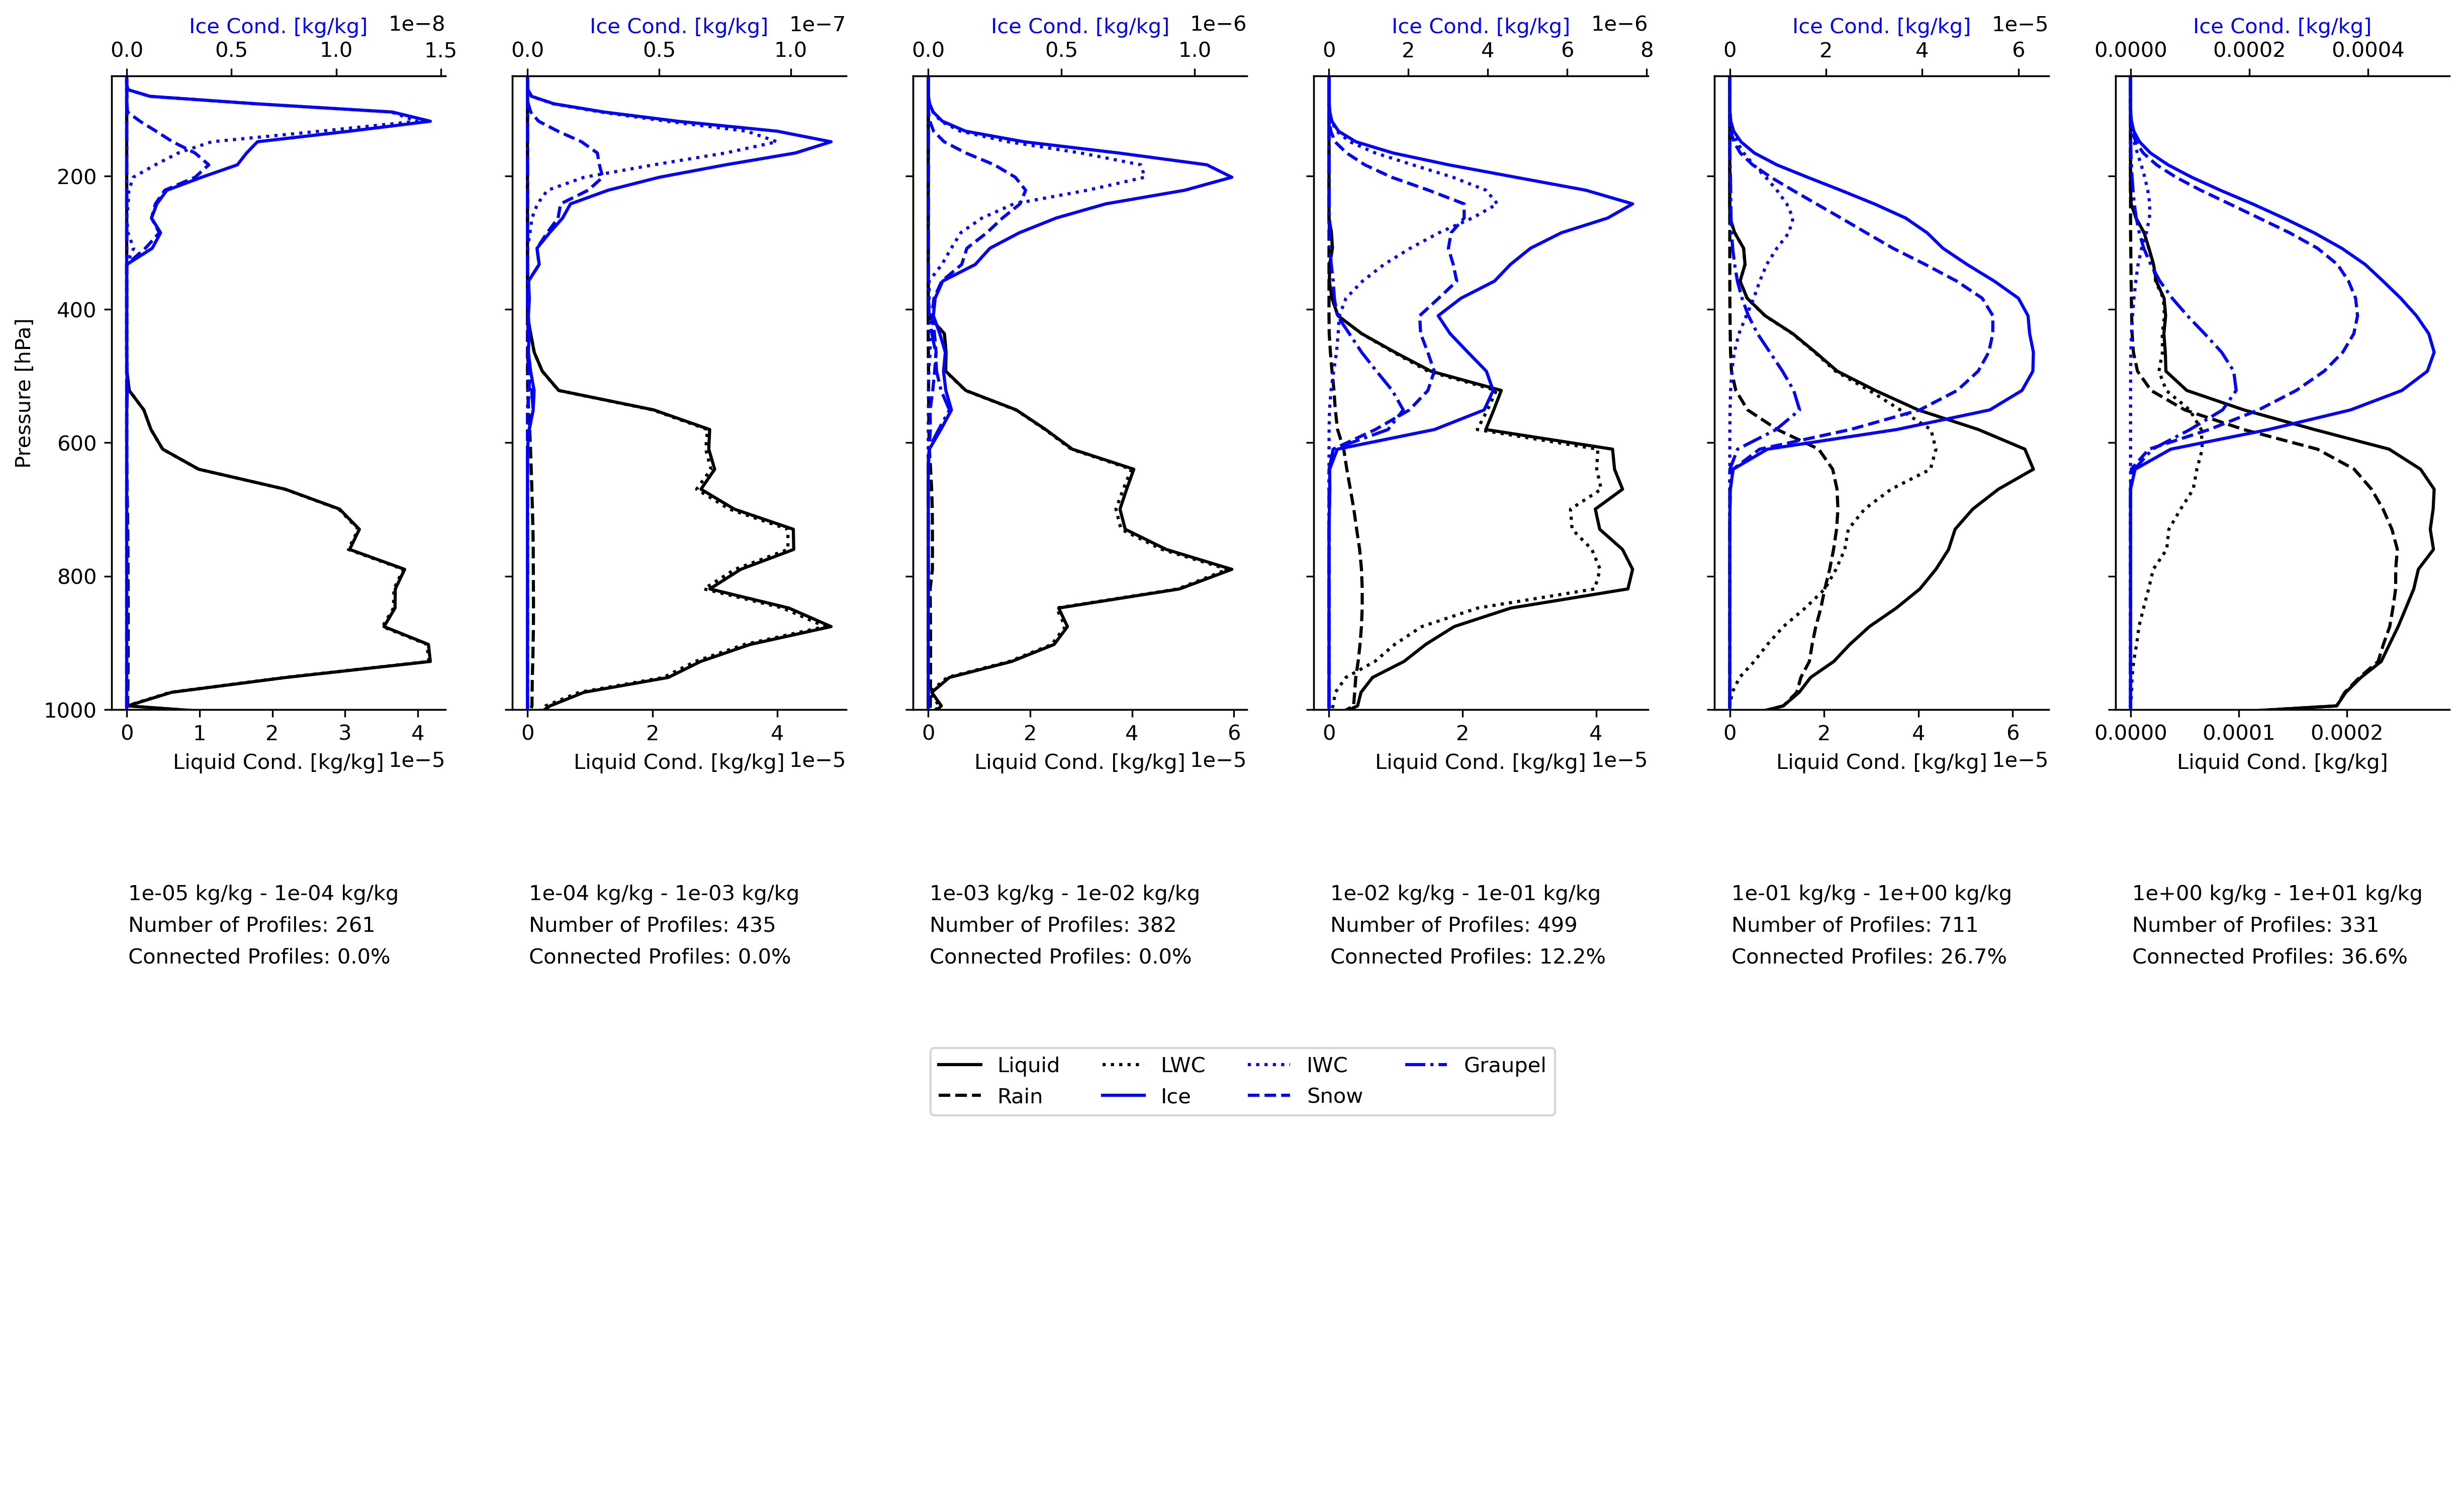 Ice Cond. [kg/kg] 1e−8
0.0 0.5 1.0 1.5
Ice Cond. [kg/kg] 1e−7
0.0 0.5 1.0
Ice Cond. [kg/kg] 1e−6
0.0 0.5 1.0
Ice Cond. [kg/kg] 1e−6
0 2 4 6 8
Ice Cond. [kg/kg] 1e−5
0 2 4 6
Ice Cond. [kg/kg]
0.0000 0.0002 0.0004
Pressure [hPa]
200
400
600
800
1000
0 1 2 3 4
Liquid Cond. [kg/kg] 1e−5
0 2 4
Liquid Cond. [kg/kg] 1e−5
0 2 4 6
Liquid Cond. [kg/kg] 1e−5
0 2 4
Liquid Cond. [kg/kg] 1e−5
0 2 4 6
Liquid Cond. [kg/kg] 1e−5
0.0000 0.0001 0.0002
Liquid Cond. [kg/kg]
1e-05 kg/kg - 1e-04 kg/kg
Number of Profiles: 261
Connected Profiles: 0.0%
1e-04 kg/kg - 1e-03 kg/kg
Number of Profiles: 435
Connected Profiles: 0.0%
1e-03 kg/kg - 1e-02 kg/kg
Number of Profiles: 382
Connected Profiles: 0.0%
1e-02 kg/kg - 1e-01 kg/kg
Number of Profiles: 499
Connected Profiles: 12.2%
1e-01 kg/kg - 1e+00 kg/kg
Number of Profiles: 711
Connected Profiles: 26.7%
1e+00 kg/kg - 1e+01 kg/kg
Number of Profiles: 331
Connected Profiles: 36.6%
Liquid LWC IWC Graupel
Rain Ice Snow